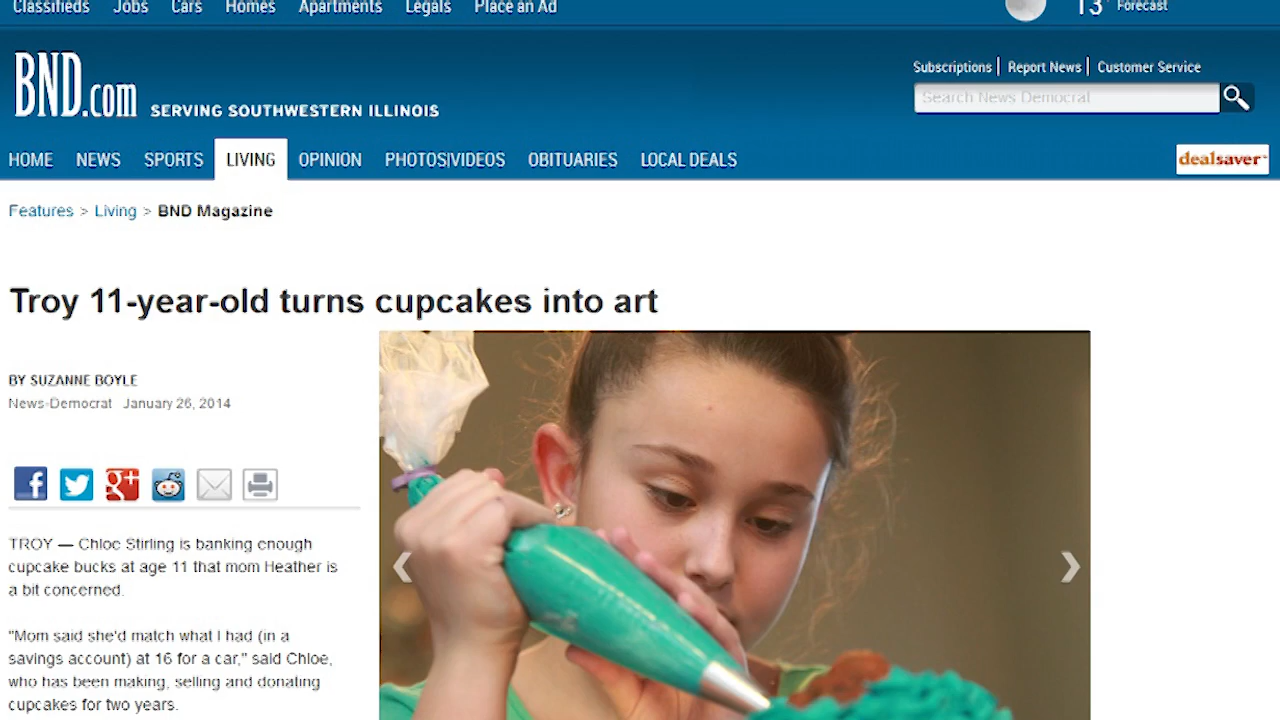 Classifieds Jobs Cars Homes Apartments Legals Place an Ad 13° Forecast
BND.com SERVING SOUTHWESTERN ILLINOIS
Subscriptions | Report News | Customer Service
Search News Democrat
HOME NEWS SPORTS LIVING OPINION PHOTOS|VIDEOS OBITUARIES LOCAL DEALS dealsaver
Features > Living > BND Magazine
Troy 11-year-old turns cupcakes into art
BY SUZANNE BOYLE
News-Democrat January 26, 2014
TROY — Chloe Stirling is banking enough
cupcake bucks at age 11 that mom Heather is
a bit concerned.
"Mom said she'd match what I had (in a
savings account) at 16 for a car," said Chloe,
who has been making, selling and donating
cupcakes for two years.